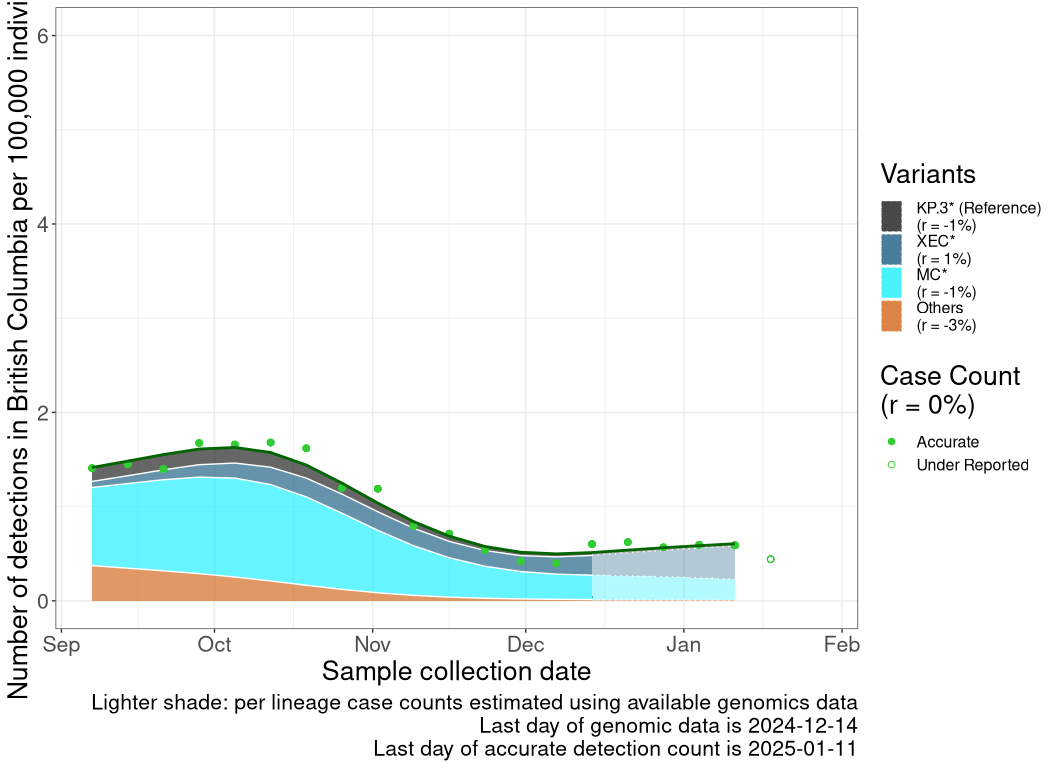 Number of detections in British Columbia per 100,000
6
4
2
0
Sep
Oct
Nov
Dec
Jan
Feb
Sample collection date
Lighter shade: per lineage case counts estimated using available genomics data
Last day of genomic data is 2024-12-14
Last day of accurate detection count is 2025-01-11
Variants
KP.3* (Reference)
(r = -1%)
XEC*
(r = 1%)
MC*
(r = -1%)
Others
(r = -3%)
Case Count
(r = 0%)
Accurate
Under Reported